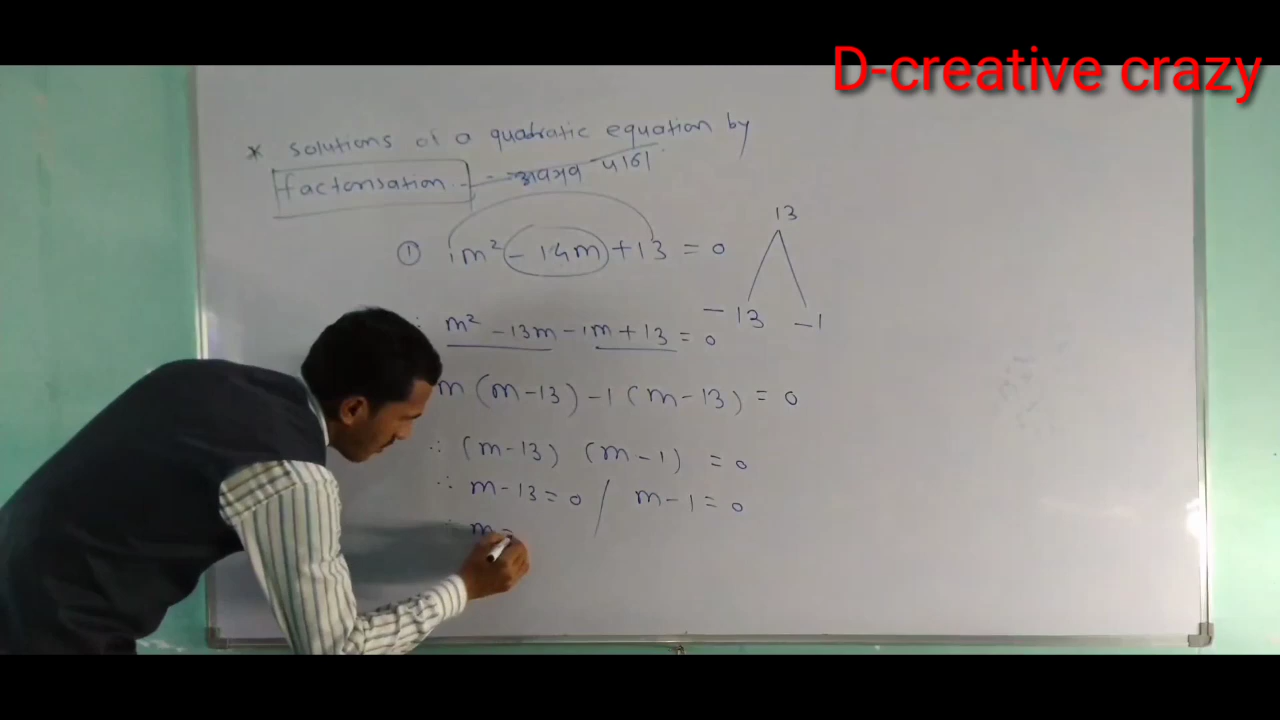 D-creative crazy
* solutions of a quadratic equation by
factorisation - अवयव पाडा
① 1m² - 14m + 13 = 0
13
- 13 - 1
∴ m² - 13m - 1m + 13 = 0
m (m - 13) - 1 (m - 13) = 0
∴ (m - 13) (m - 1) = 0
∴ m - 13 = 0 / m - 1 = 0
∴ m =